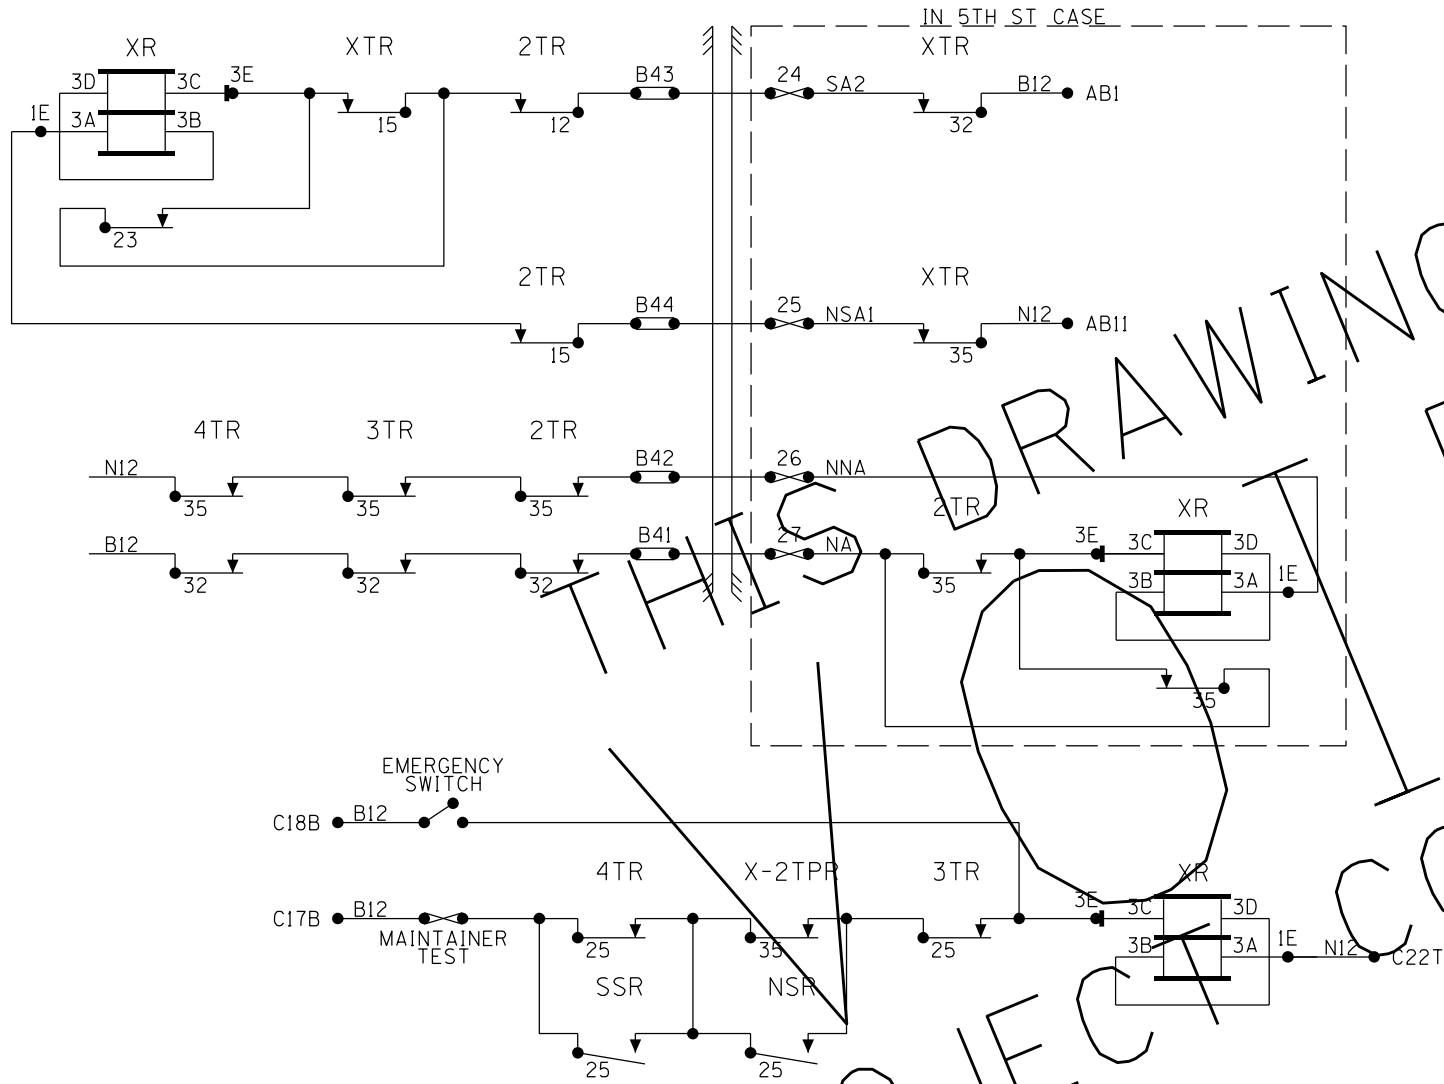 IN 5TH ST CASE
XR XTR 2TR XTR
3D 3C 3E B43 24 SA2 B12 AB1
1E 3A 3B 15 12 32
23
2TR XTR
B44 25 NSA1 N12 AB11
15 35
4TR 3TR 2TR
N12 B42 26 NNA
35 35 35 2TR XR
B12 B41 27 NA 3E 3C 3D
32 32 32 35 3B 3A 1E
35
EMERGENCY
SWITCH
C18B B12
4TR X-2TPR 3TR XR
C17B B12 3E 3C 3D
MAINTAINER
TEST
25 35 25 3B 3A 1E N12 C22T
SSR NSR
25 25
THIS DRAWING
NOT